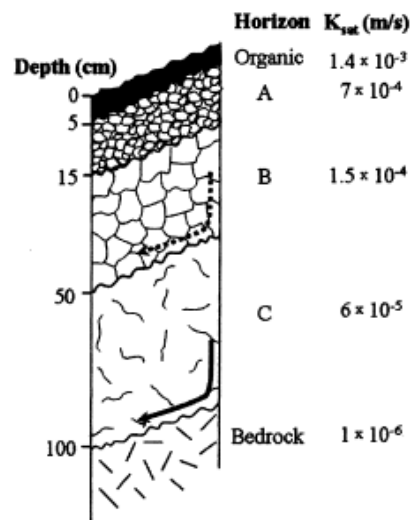 Horizon K_sat (m/s)
Depth (cm)
Organic 1.4 x 10^-3
0
A 7 x 10^-4
5
15
B 1.5 x 10^-4
50
C 6 x 10^-5
100
Bedrock 1 x 10^-6